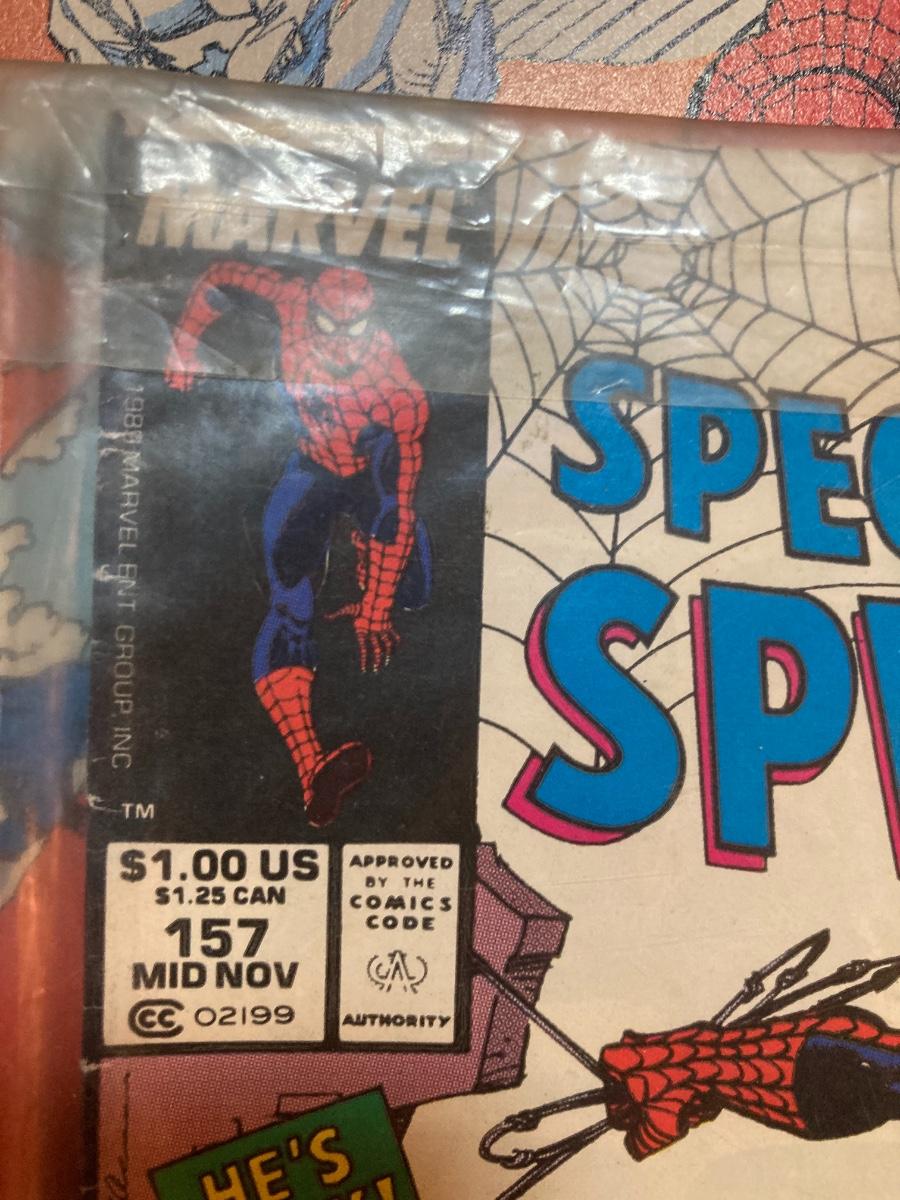 MARVEL
MARVEL ENT GROUP, INC
TM
SPEC
SP
$1.00 US
$1.25 CAN
157
MID NOV
CC 02199
APPROVED
BY THE
COMICS
CODE
AUTHORITY
HE'S